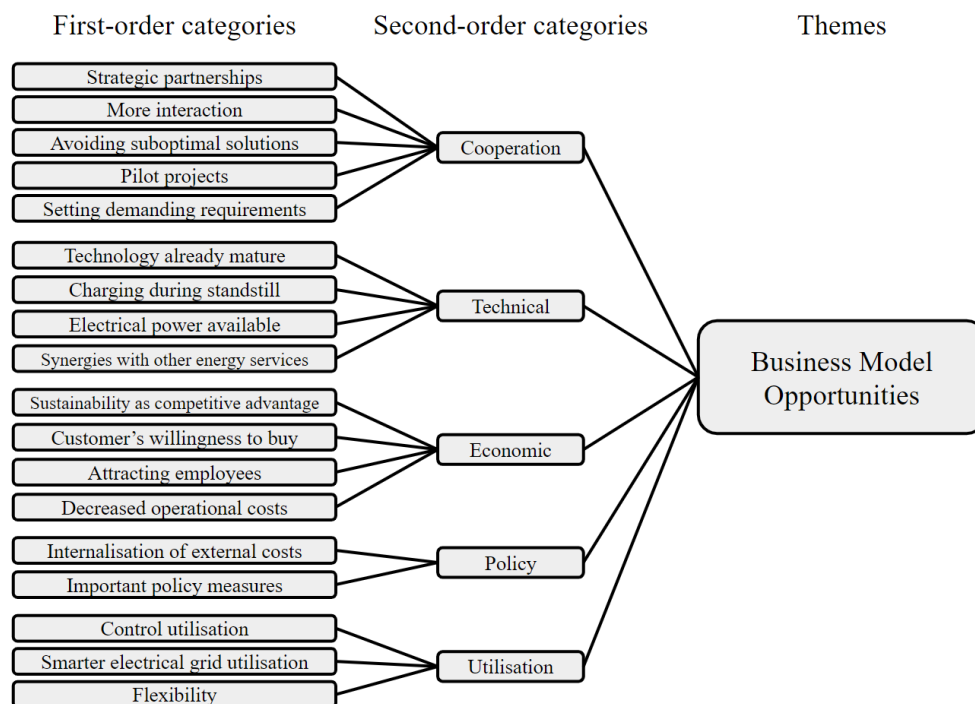 First-order categories
Second-order categories
Themes
Strategic partnerships
More interaction
Avoiding suboptimal solutions
Pilot projects
Setting demanding requirements
Cooperation
Technology already mature
Charging during standstill
Electrical power available
Synergies with other energy services
Technical
Sustainability as competitive advantage
Customer’s willingness to buy
Attracting employees
Decreased operational costs
Economic
Internalisation of external costs
Important policy measures
Policy
Control utilisation
Smarter electrical grid utilisation
Flexibility
Utilisation
Business Model
Opportunities